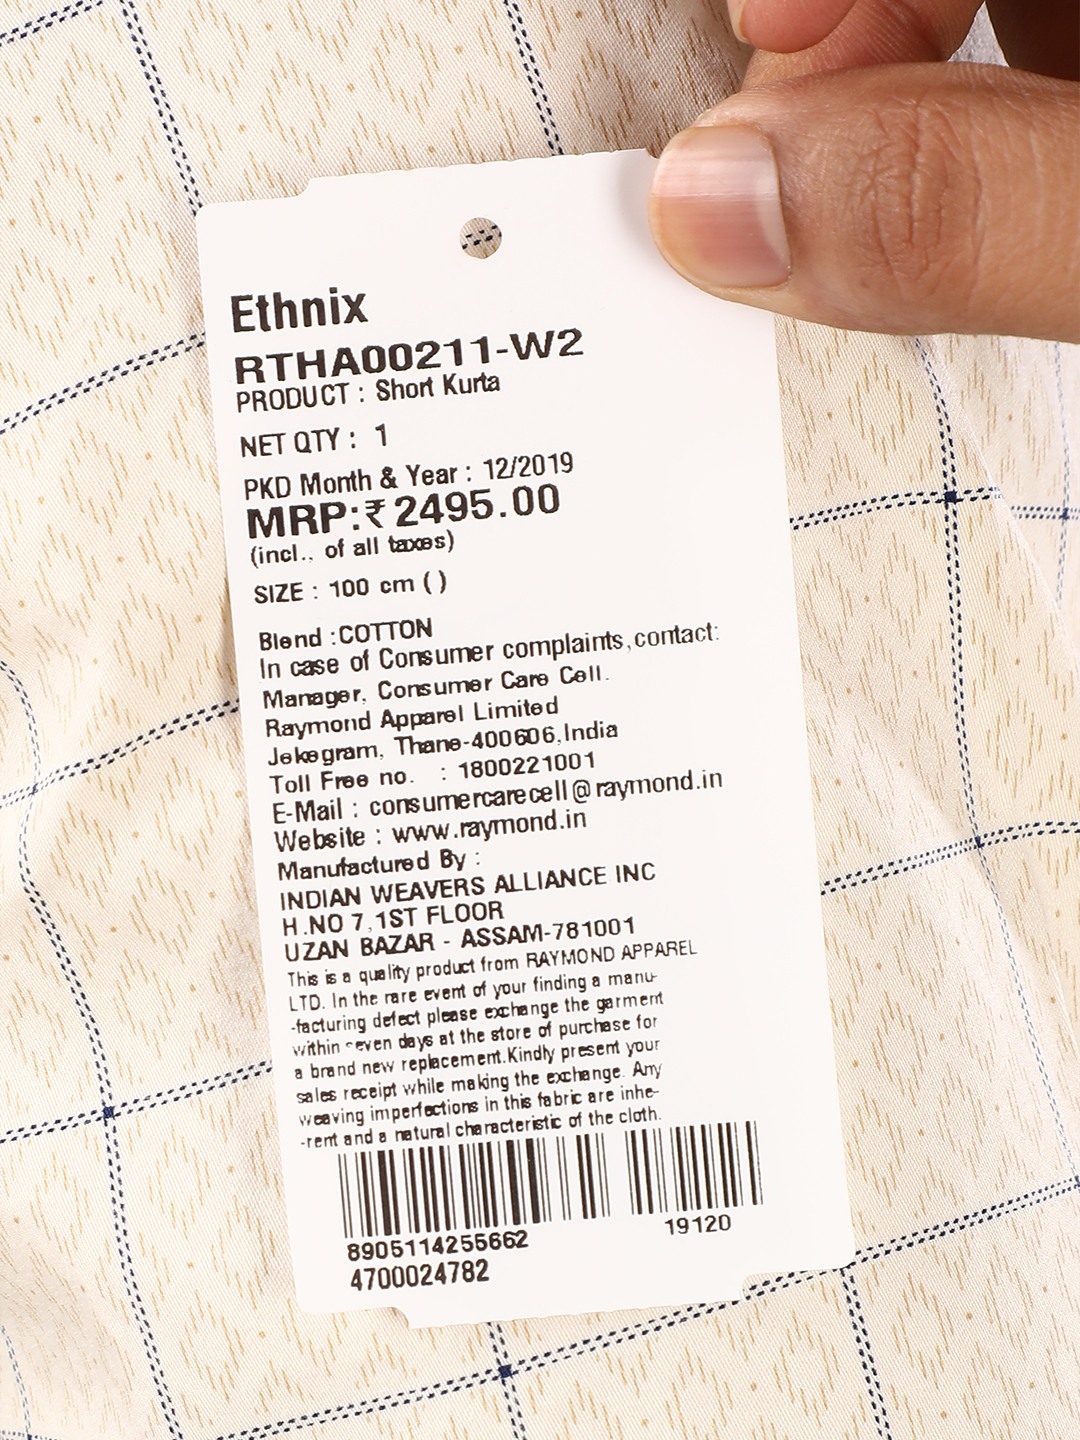 Ethnix
RTHA00211-W2
PRODUCT : Short Kurta
NET QTY : 1
PKD Month & Year : 12/2019
MRP:₹ 2495.00
(incl., of all taxes)
SIZE : 100 cm ( )
Blend :COTTON
In case of Consumer complaints,contact:
Manager, Consumer Care Cell.
Raymond Apparel Limited
Jekegram, Thane-400606,India
Toll Free no. : 1800221001
E-Mail : consumercarecell@raymond.in
Website : www.raymond.in
Manufactured By :
INDIAN WEAVERS ALLIANCE INC
H.NO 7,1ST FLOOR
UZAN BAZAR - ASSAM-781001
This is a quality product from RAYMOND APPAREL
LTD. In the rare event of your finding a manu-
-facturing defect please exchange the garment
within seven days at the store of purchase for
a brand new replacement.Kindly present your
sales receipt while making the exchange. Any
weaving imperfections in this fabric are inhe-
-rent and a natural characteristic of the cloth.
19120
8905114255662
4700024782